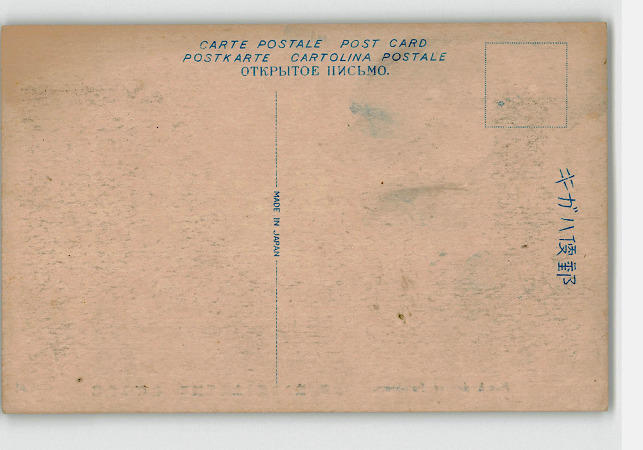 CARTE POSTALE POST CARD
POSTKARTE CARTOLINA POSTALE
ОТКРЫТОЕ ПИСЬМО.
MADE IN JAPAN
郵便ハガキ